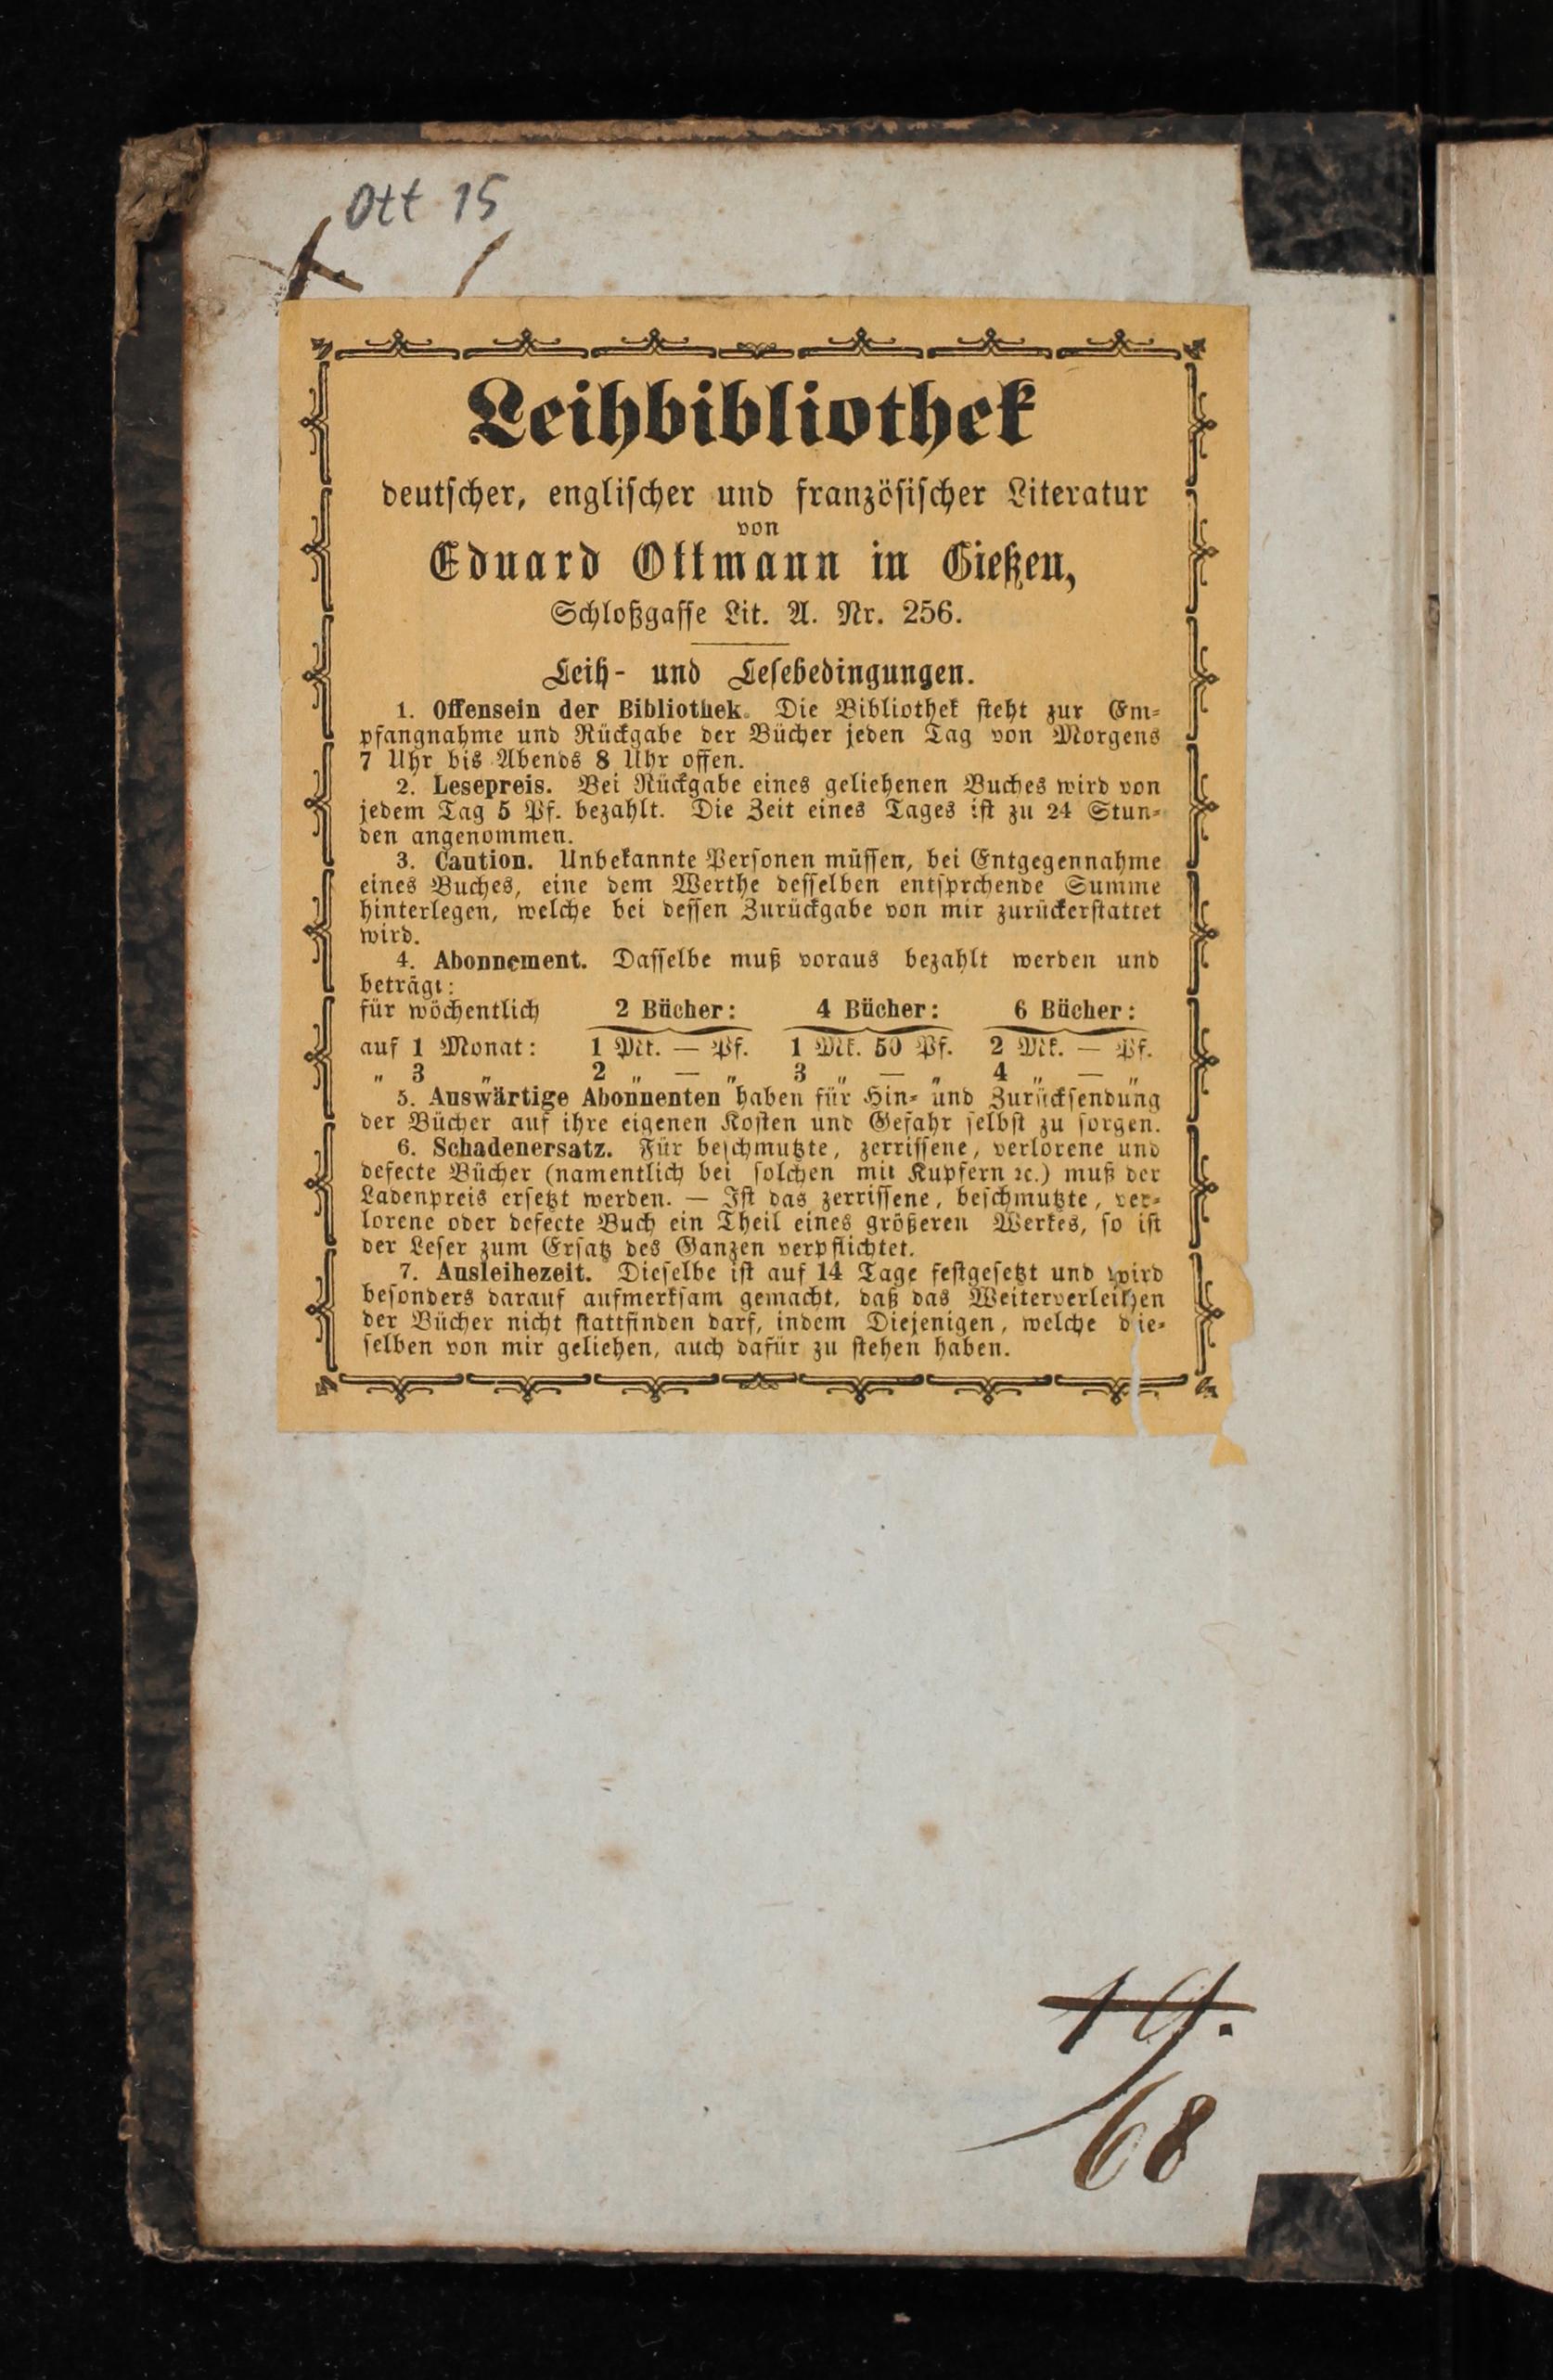 Ott 15
Leihbibliothek
deutscher, englischer und französischer Literatur
von
Eduard Ottmann in Gießen,
Schloßgasse Lit. A. Nr. 256.
Leih- und Lesebedingungen.
1. Offensein der Bibliothek. Die Bibliothek steht zur Em-
pfangnahme und Rückgabe der Bücher jeden Tag von Morgens
7 Uhr bis Abends 8 Uhr offen.
2. Lesepreis. Bei Rückgabe eines geliehenen Buches wird von
jedem Tag 5 Pf. bezahlt. Die Zeit eines Tages ist zu 24 Stun-
den angenommen.
3. Caution. Unbekannte Personen müssen, bei Entgegennahme
eines Buches, eine dem Werthe desselben entsprchende Summe
hinterlegen, welche bei dessen Zurückgabe von mir zurückerstattet
wird.
4. Abonnement. Dasselbe muß voraus bezahlt werden und
beträgt:
für wöchentlich 2 Bücher: 4 Bücher: 6 Bücher:
auf 1 Monat: 1 Mk. — Pf. 1 Mk. 50 Pf. 2 Mk. — Pf.
„ 3 „ 2 „ — „ 3 „ — „ 4 „ — „
5. Auswärtige Abonnenten haben für Hin- und Zurücksendung
der Bücher auf ihre eigenen Kosten und Gefahr selbst zu sorgen.
6. Schadenersatz. Für beschmutzte, zerrissene, verlorene und
defecte Bücher (namentlich bei solchen mit Kupfern ꝛc.) muß der
Ladenpreis ersetzt werden. — Ist das zerrissene, beschmutzte, ver-
lorene oder defecte Buch ein Theil eines größeren Werkes, so ist
der Leser zum Ersatz des Ganzen verpflichtet.
7. Ausleihezeit. Dieselbe ist auf 14 Tage festgesetzt und wird
besonders darauf aufmerksam gemacht, daß das Weiterverleihen
der Bücher nicht stattfinden darf, indem Diejenigen, welche die-
selben von mir geliehen, auch dafür zu stehen haben.
19.
68